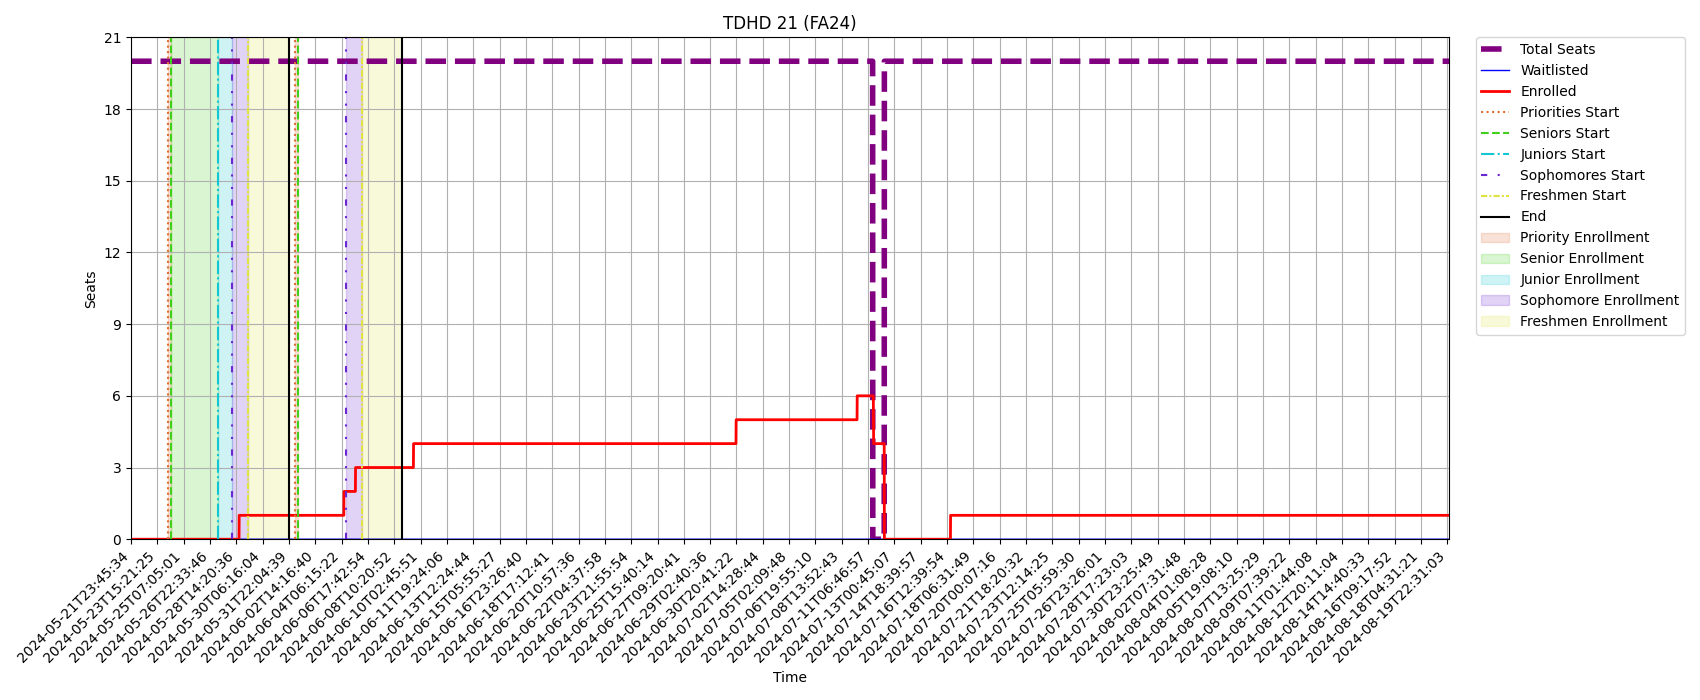 TDHD 21 (FA24)
21
18
15
12
9
6
3
0
Seats
2024-05-21T23:45:34
2024-05-23T15:21:25
2024-05-25T07:05:01
2024-05-26T22:33:46
2024-05-28T14:20:36
2024-05-30T06:16:04
2024-05-31T22:04:39
2024-06-02T14:16:40
2024-06-04T06:15:22
2024-06-06T17:42:54
2024-06-08T10:20:52
2024-06-10T02:45:51
2024-06-11T19:24:06
2024-06-13T12:24:44
2024-06-15T05:55:27
2024-06-16T23:26:40
2024-06-18T17:12:41
2024-06-20T10:57:36
2024-06-22T04:37:58
2024-06-23T21:55:54
2024-06-25T15:40:14
2024-06-27T09:20:41
2024-06-29T02:40:36
2024-06-30T20:41:22
2024-07-02T14:28:44
2024-07-05T02:09:48
2024-07-06T19:55:10
2024-07-08T13:52:43
2024-07-11T06:46:57
2024-07-13T00:45:07
2024-07-14T18:39:57
2024-07-16T12:39:54
2024-07-18T06:31:49
2024-07-20T00:07:16
2024-07-21T18:20:32
2024-07-23T12:14:25
2024-07-25T05:59:30
2024-07-26T23:26:01
2024-07-28T17:23:03
2024-07-30T23:25:49
2024-08-02T07:31:48
2024-08-04T01:08:28
2024-08-05T19:08:10
2024-08-07T13:25:29
2024-08-09T07:39:22
2024-08-11T01:44:08
2024-08-12T20:11:04
2024-08-14T14:40:33
2024-08-16T09:17:52
2024-08-18T04:31:21
2024-08-19T22:31:03
Time
Total Seats
Waitlisted
Enrolled
Priorities Start
Seniors Start
Juniors Start
Sophomores Start
Freshmen Start
End
Priority Enrollment
Senior Enrollment
Junior Enrollment
Sophomore Enrollment
Freshmen Enrollment